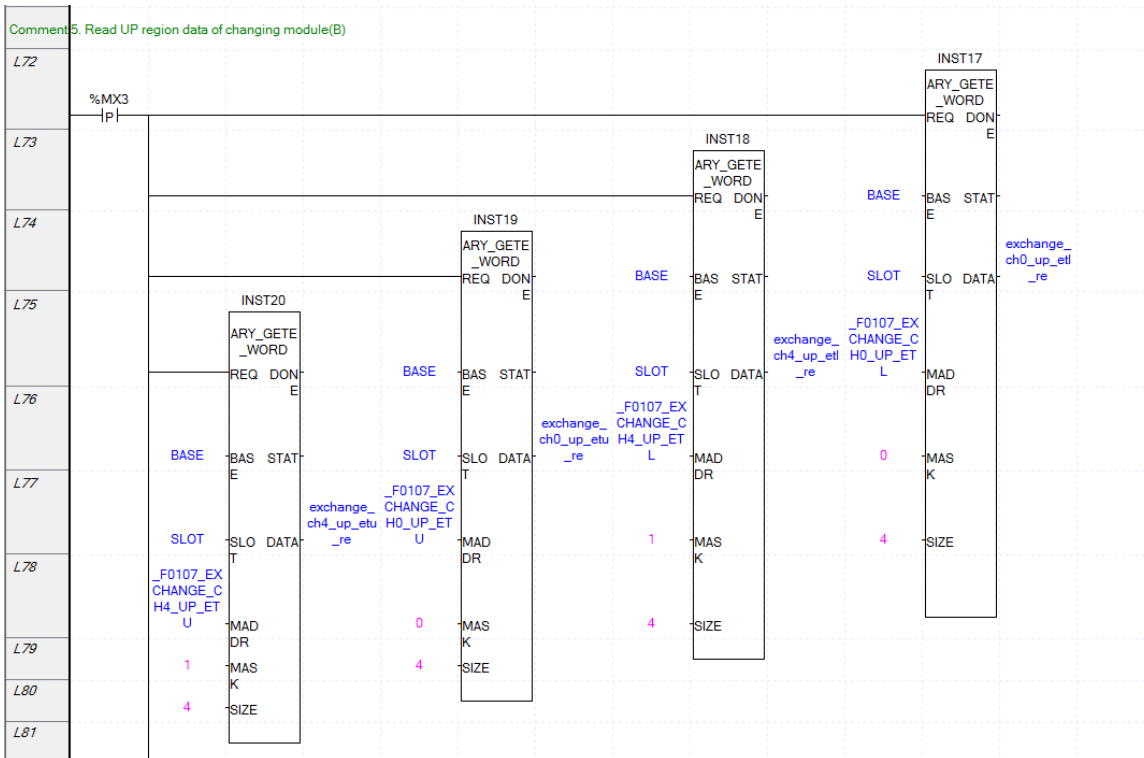 Comment 5. Read UP region data of changing module(B)
L72
INST17
ARY_GETE
_WORD
%MX3
P
REQ DON
E
L73
INST18
ARY_GETE
_WORD
REQ DON
E
BASE
BAS STAT
E
L74
INST19
ARY_GETE
_WORD
REQ DON
E
BASE
BAS STAT
E
SLOT
SLO DATA
T
exchange_
ch0_up_etl
_re
L75
INST20
ARY_GETE
_WORD
REQ DON
E
BASE
BAS STAT
E
SLOT
SLO DATA
T
exchange_
ch4_up_etl
_re
_F0107_EX
CHANGE_C
H0_UP_ET
L
MAD
DR
L76
BASE
BAS STAT
E
SLOT
SLO DATA
T
exchange_
ch0_up_etu
_re
_F0107_EX
CHANGE_C
H4_UP_ET
L
MAD
DR
0
MAS
K
L77
SLOT
SLO DATA
T
exchange_
ch4_up_etu
_re
_F0107_EX
CHANGE_C
H0_UP_ET
U
MAD
DR
1
MAS
K
4
SIZE
L78
_F0107_EX
CHANGE_C
H4_UP_ET
U
MAD
DR
0
MAS
K
4
SIZE
L79
1
MAS
K
4
SIZE
L80
4
SIZE
L81